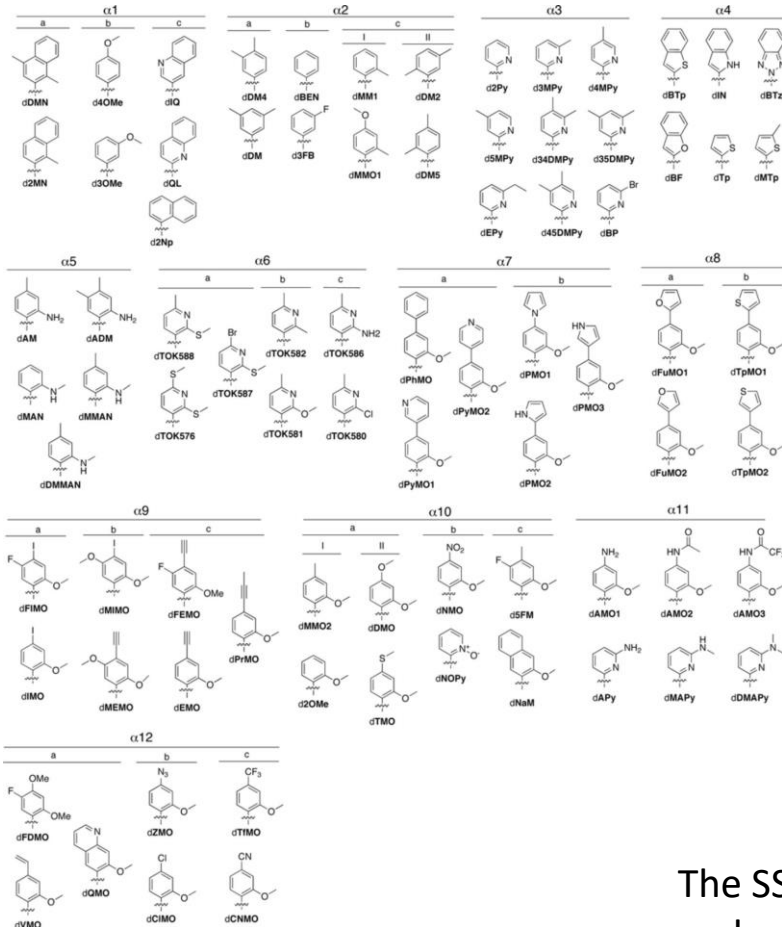 α1 α2 α3 α4
a b c a b c
I II
dDMN d4OMe dIQ dDM4 dBEN dMM1 dDM2 d2Py d3MPy d4MPy dBTp dIN dBTz
d2MN d3OMe dQL dDM d3FB dMMO1 dDM5 d5MPy d34DMPy d35DMPy dBF dTp dMTp
d2Np dEPy d45DMPy dBP
α5 α6 α7 α8
a b c a b a b
dAM dADM dTOK588 dTOK587 dTOK582 dTOK586 dPhMO dPyMO2 dPMO1 dPMO3 dFuMO1 dTpMO1
dMAN dMMAN dTOK576 dTOK581 dTOK580 dPyMO1 dPMO2 dFuMO2 dTpMO2
dDMMAN
α9 α10 α11
a b c a b c
I II
dFIMO dMIMO dFEMO dPrMO dMMO2 dDMO dNMO d5FM dAMO1 dAMO2 dAMO3
dIMO dMEMO dEMO d2OMe dTMO dNOPy dNaM dAPy dMAPy dDMAPy
α12
a b c
dFDMO dQMO dZMO dTfMO
dVMO dClMO dCNMO
The SS